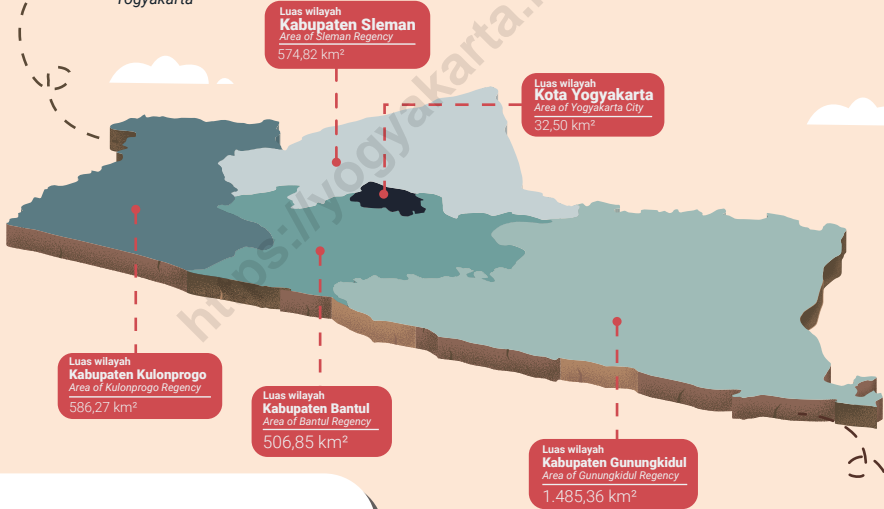 Yogyakarta
Luas wilayah
Kabupaten Sleman
Area of Sleman Regency
574,82 km²
Luas wilayah
Kota Yogyakarta
Area of Yogyakarta City
32,50 km²
https://yogyakarta.
Luas wilayah
Kabupaten Kulonprogo
Area of Kulonprogo Regency
586,27 km²
Luas wilayah
Kabupaten Bantul
Area of Bantul Regency
506,85 km²
Luas wilayah
Kabupaten Gunungkidul
Area of Gunungkidul Regency
1.485,36 km²